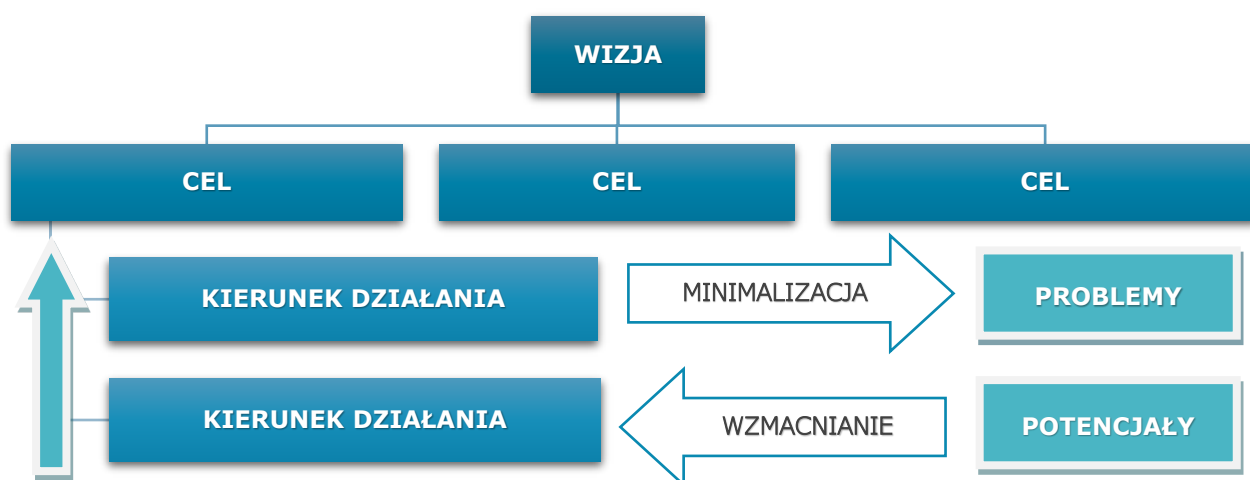 WIZJA
CEL
CEL
CEL
KIERUNEK DZIAŁANIA
MINIMALIZACJA
PROBLEMY
KIERUNEK DZIAŁANIA
WZMACNIANIE
POTENCJAŁY